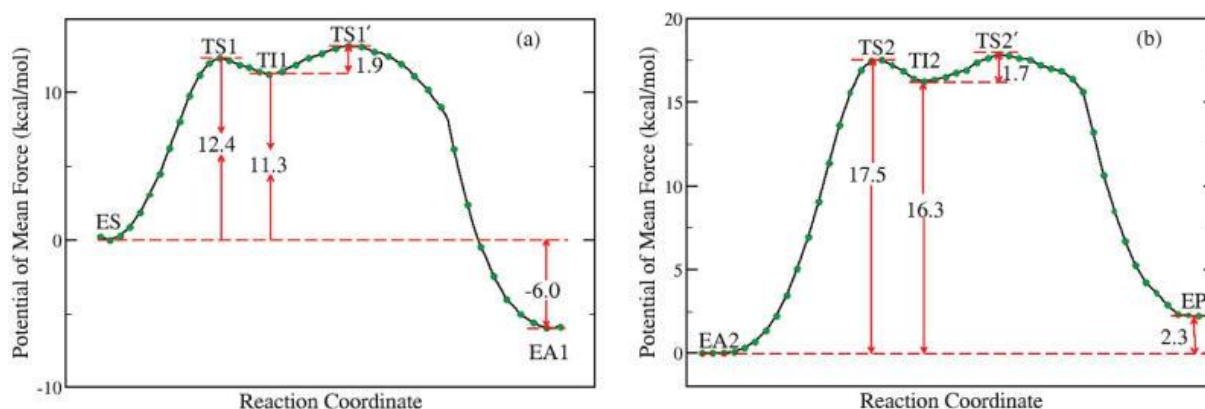 Potential of Mean Force (kcal/mol)
10
0
-10
(a)
TS1
TI1
TS1′
1.9
12.4
11.3
ES
-6.0
EA1
Reaction Coordinate
Potential of Mean Force (kcal/mol)
20
15
10
5
0
(b)
TS2
TI2
TS2′
1.7
17.5
16.3
EA2
EP
2.3
Reaction Coordinate